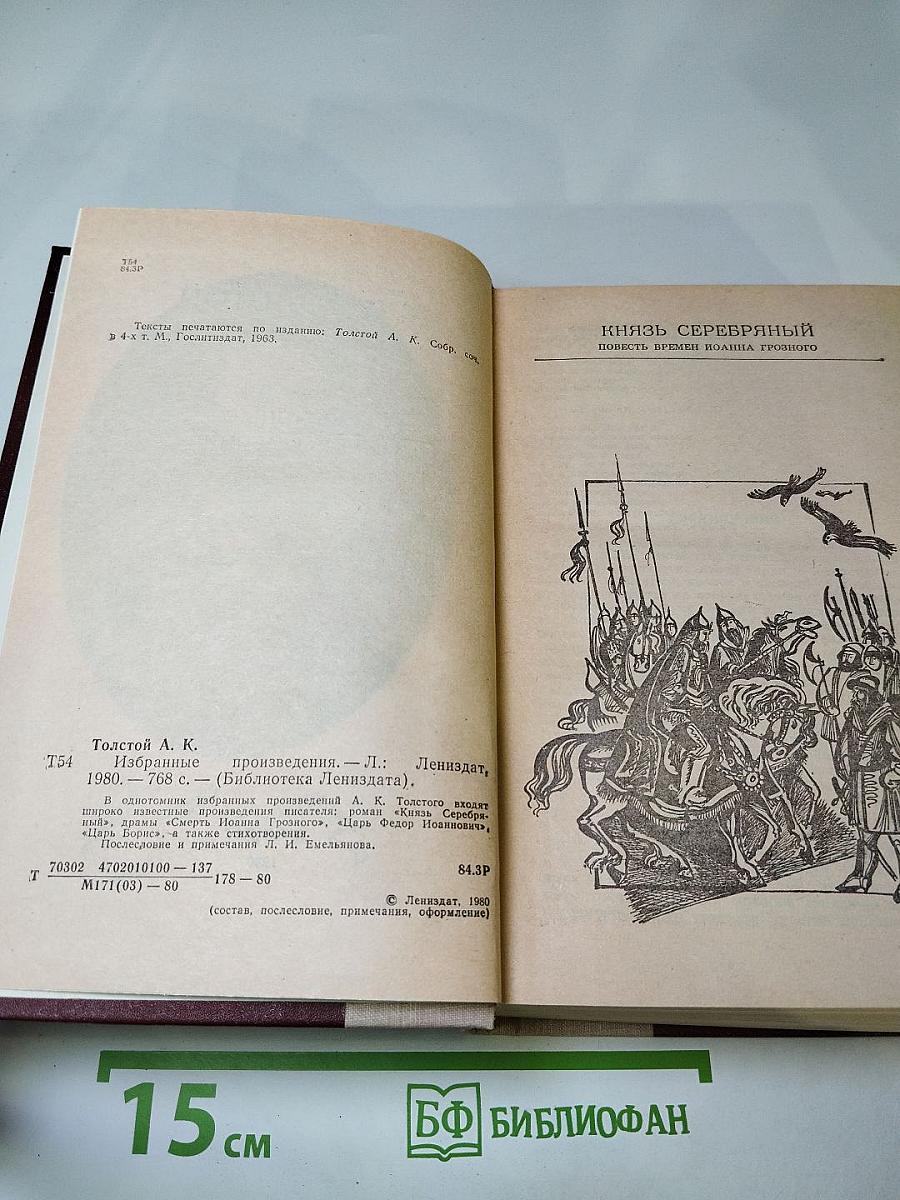 Т54
84.3Р
Тексты печатаются по изданию: Толстой А. К. Собр. соч.
в 4-х т. М., Гослитиздат, 1963.
Толстой А. К.
Т54 Избранные произведения. — Л.: Лениздат,
1980. — 768 с. — (Библиотека Лениздата).
В однотомник избранных произведений А. К. Толстого входят
широко известные произведения писателя: роман «Князь Серебря-
ный», драмы «Смерть Иоанна Грозного», «Царь Федор Иоаннович»,
«Царь Борис», а также стихотворения.
Послесловие и примечания Л. И. Емельянова.
Т 70302 4702010100 — 137 178 — 80 84.3Р
М171(03) — 80
© Лениздат, 1980
(состав, послесловие, примечания, оформление)
КНЯЗЬ СЕРЕБРЯНЫЙ
ПОВЕСТЬ ВРЕМЕН ИОАННА ГРОЗНОГО
15 см
БФ БИБЛИОФАН